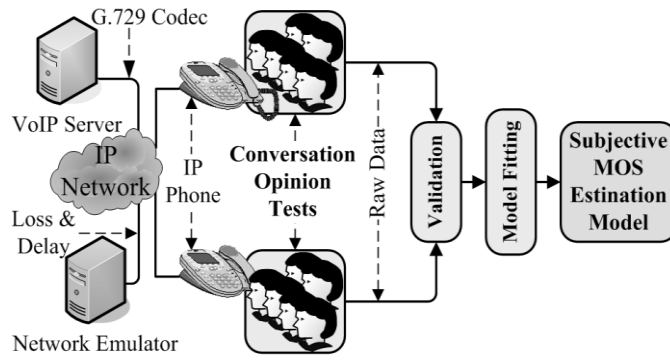 G.729 Codec
VoIP Server
IP
Network
Loss &
Delay
Network Emulator
IP
Phone
Conversation
Opinion
Tests
Raw Data
Validation
Model Fitting
Subjective
MOS
Estination
Model